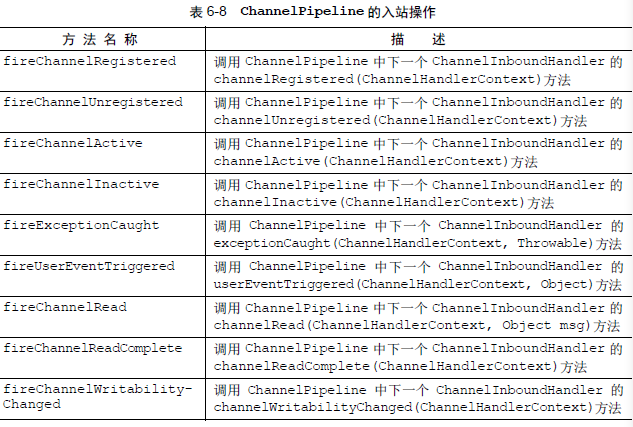 表 6-8 ChannelPipeline 的入站操作
方法名称 描述
fireChannelRegistered 调用 ChannelPipeline 中下一个 ChannelInboundHandler 的
channelRegistered(ChannelHandlerContext)方法
fireChannelUnregistered 调用 ChannelPipeline 中下一个 ChannelInboundHandler 的
channelUnregistered(ChannelHandlerContext)方法
fireChannelActive 调用 ChannelPipeline 中下一个 ChannelInboundHandler 的
channelActive(ChannelHandlerContext)方法
fireChannelInactive 调用 ChannelPipeline 中下一个 ChannelInboundHandler 的
channelInactive(ChannelHandlerContext)方法
fireExceptionCaught 调用 ChannelPipeline 中下一个 ChannelInboundHandler 的
exceptionCaught(ChannelHandlerContext, Throwable)方法
fireUserEventTriggered 调用 ChannelPipeline 中下一个 ChannelInboundHandler 的
userEventTriggered(ChannelHandlerContext, Object)方法
fireChannelRead 调用 ChannelPipeline 中下一个 ChannelInboundHandler 的
channelRead(ChannelHandlerContext, Object msg)方法
fireChannelReadComplete 调用 ChannelPipeline 中下一个 ChannelInboundHandler 的
channelReadComplete(ChannelHandlerContext)方法
fireChannelWritability- 调用 ChannelPipeline 中下一个 ChannelInboundHandler 的
Changed channelWritabilityChanged(ChannelHandlerContext)方法